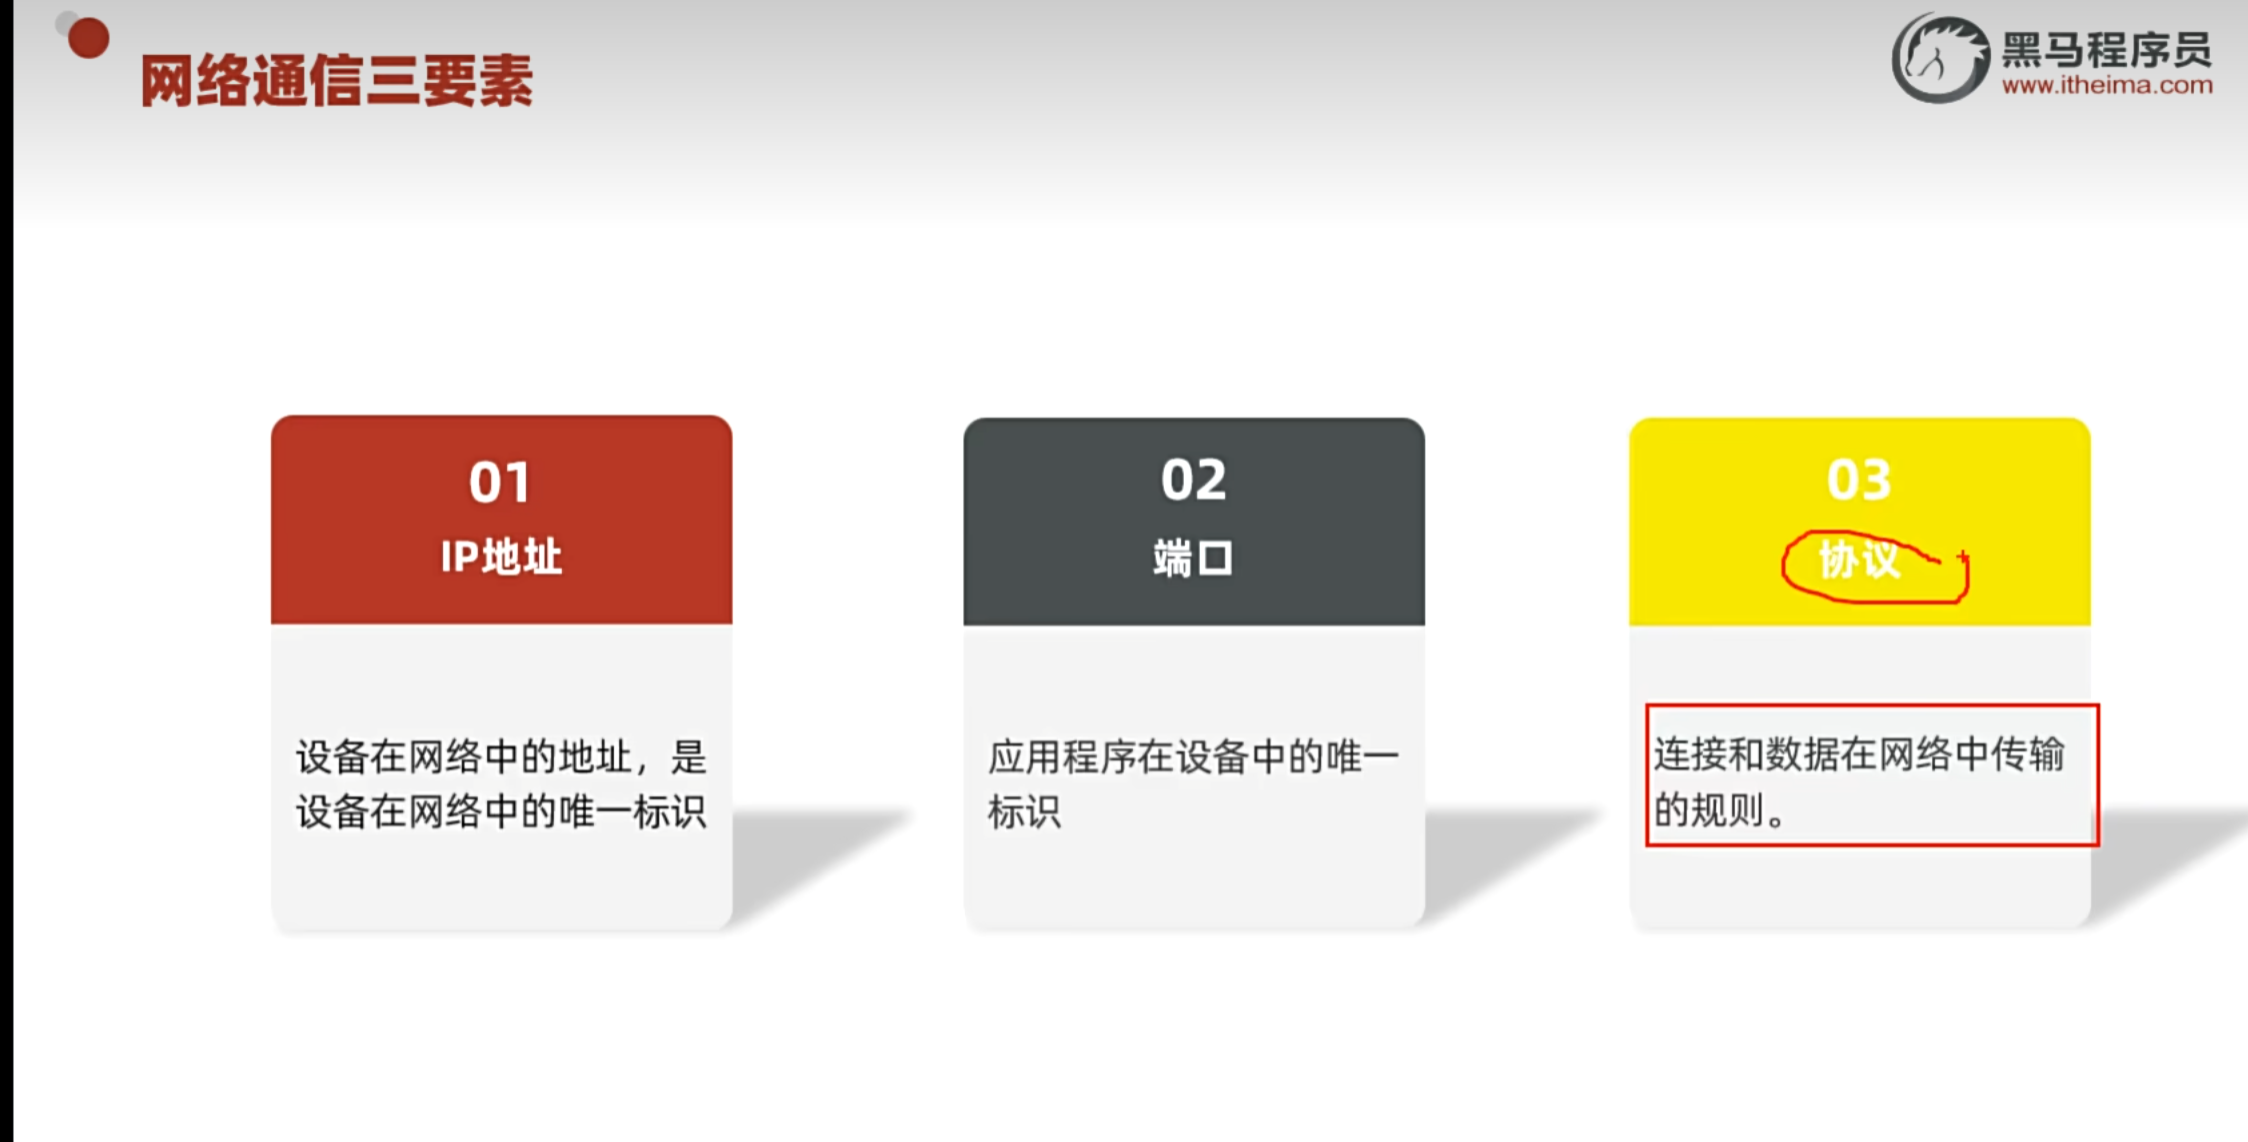 网络通信三要素
黑马程序员
www.itheima.com
01
IP地址
设备在网络中的地址，是
设备在网络中的唯一标识
02
端口
应用程序在设备中的唯一
标识
03
协议
连接和数据在网络中传输
的规则。